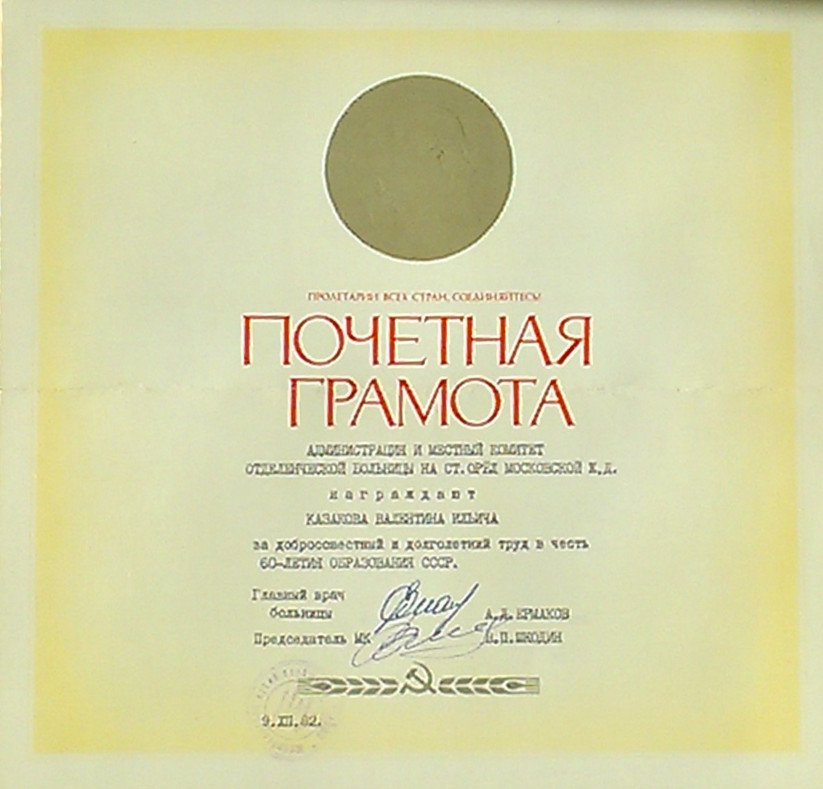 ПРОЛЕТАРИИ ВСЕХ СТРАН, СОЕДИНЯЙТЕСЬ!
ПОЧЕТНАЯ
ГРАМОТА
АДМИНИСТРАЦИЯ И МЕСТНЫЙ КОМИТЕТ
ОТДЕЛЕНЧЕСКОЙ БОЛЬНИЦЫ НА СТ.ОРЁЛ МОСКОВСКОЙ Ж.Д.
награждают
КАЗАКОВА ВАЛЕНТИНА ИЛЬИЧА
за добросовестный и долголетний труд в честь
60-ЛЕТИЯ ОБРАЗОВАНИЯ СССР.
Главный врач
больницы А.Д.ЕРМАКОВ
Председатель МК В.П.ШКОДИН
9.XII.82.